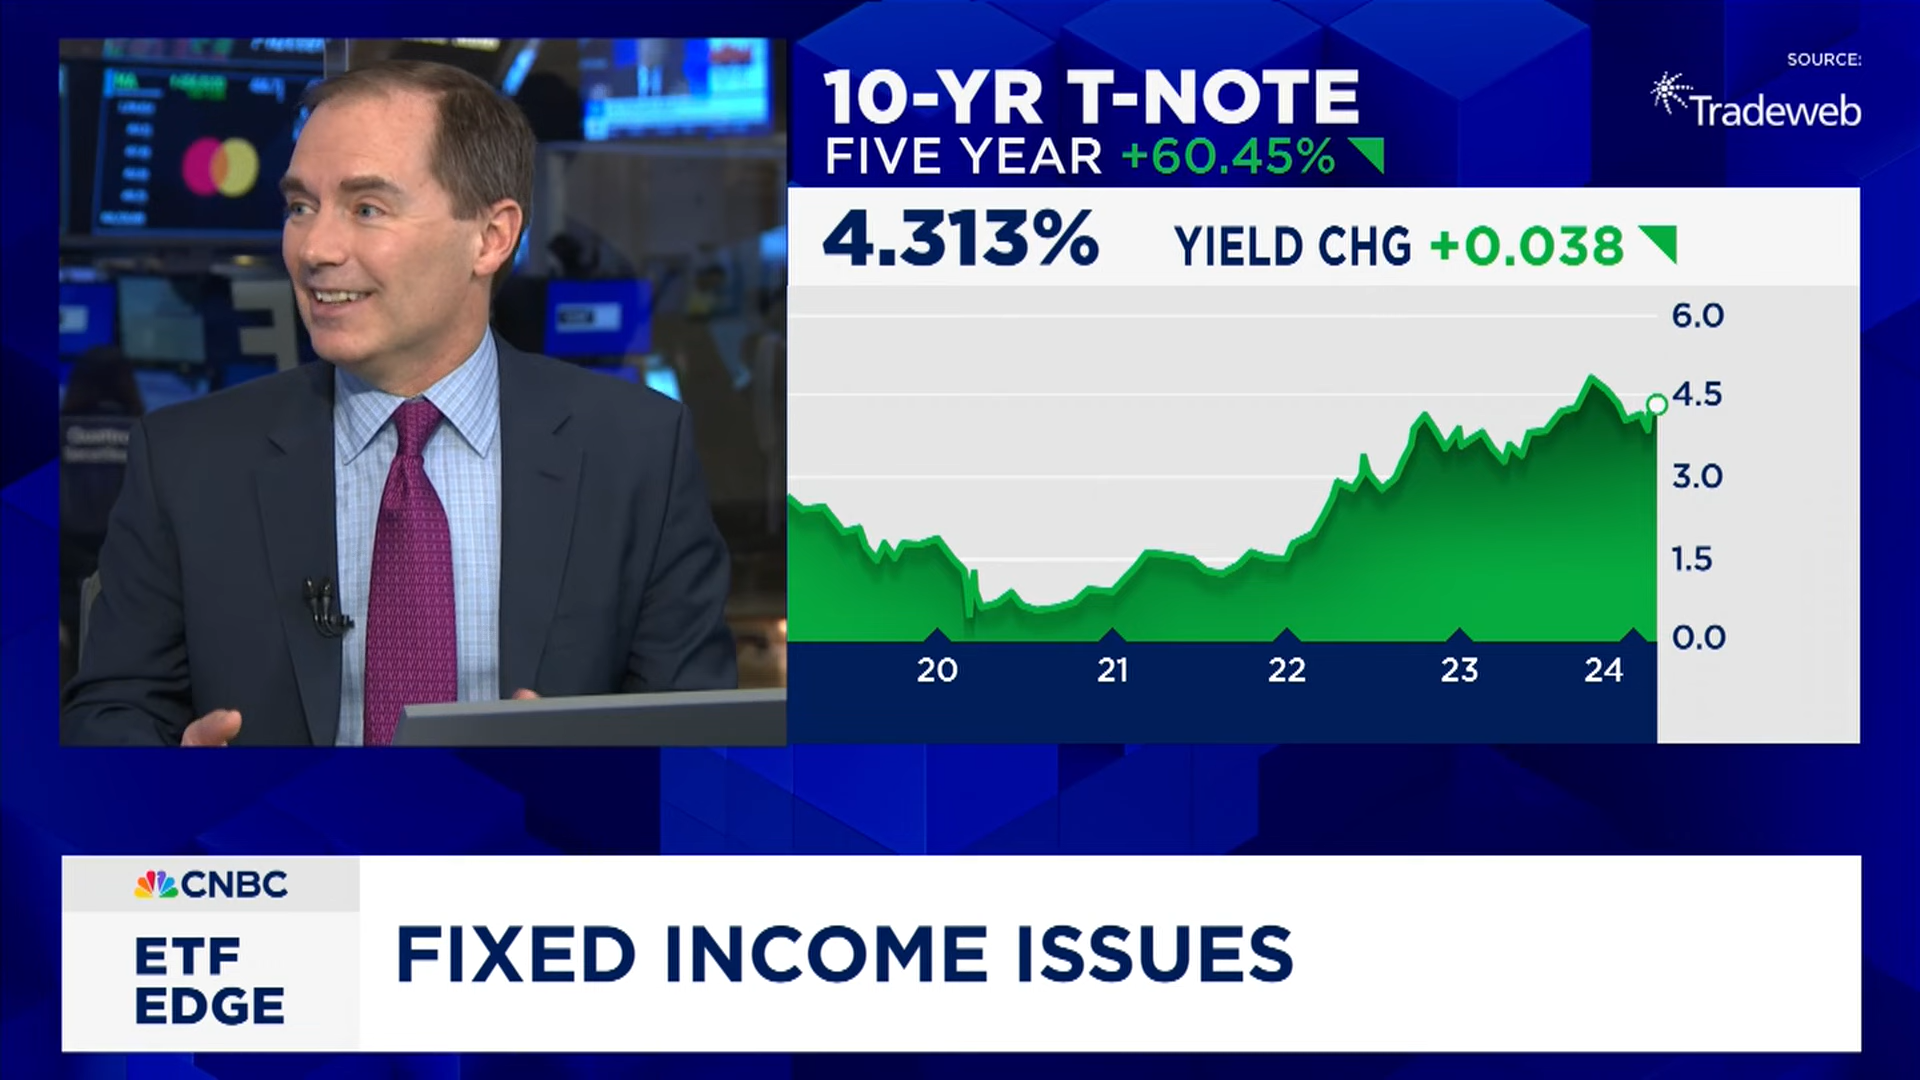 10-YR T-NOTE
FIVE YEAR +60.45%
SOURCE:
Tradeweb
4.313% YIELD CHG +0.038
6.0
4.5
3.0
1.5
0.0
20 21 22 23 24
CNBC
ETF
EDGE
FIXED INCOME ISSUES